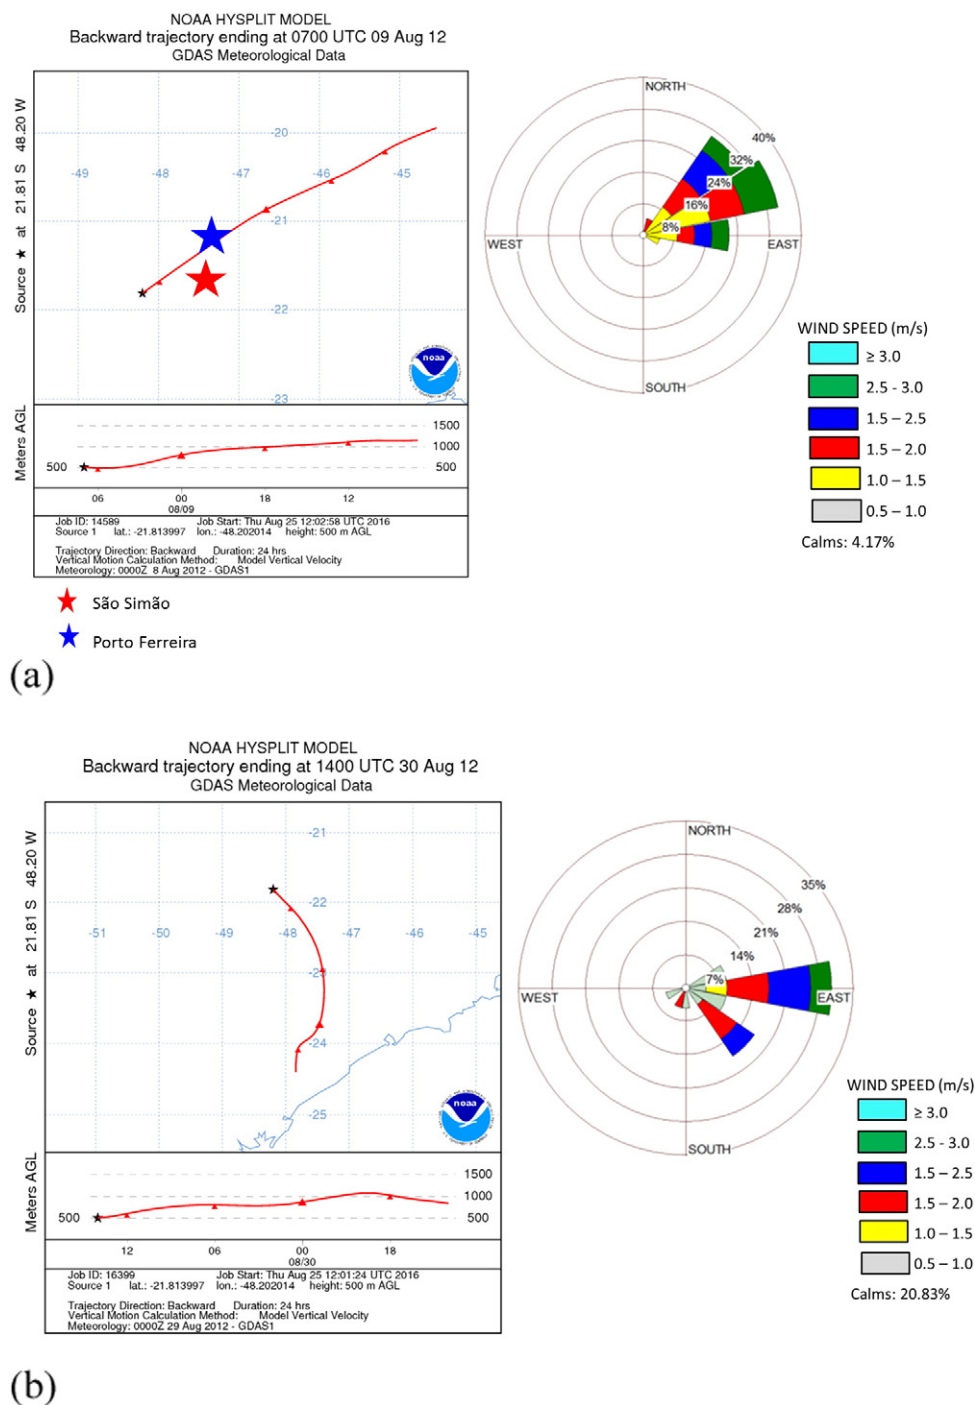 NOAA HYSPLIT MODEL
Backward trajectory ending at 0700 UTC 09 Aug 12
GDAS Meteorological Data
Source ★ at 21.81 S 48.20 W
-49
-48
-47
-46
-45
-20
-21
-22
-23
noaa
Meters AGL
500
1500
1000
500
06
00
18
12
08/09
Job ID: 14589 Job Start: Thu Aug 25 12:02:58 UTC 2016
Source 1 lat.: -21.813997 lon.: -48.202014 height: 500 m AGL
Trajectory Direction: Backward Duration: 24 hrs
Vertical Motion Calculation Method: Model Vertical Velocity
Meteorology: 0000Z 8 Aug 2012 - GDAS1
São Simão
Porto Ferreira
NORTH
40%
32%
24%
16%
8%
WEST
EAST
SOUTH
WIND SPEED (m/s)
≥ 3.0
2.5 - 3.0
1.5 – 2.5
1.5 – 2.0
1.0 – 1.5
0.5 – 1.0
Calms: 4.17%
(a)
NOAA HYSPLIT MODEL
Backward trajectory ending at 1400 UTC 30 Aug 12
GDAS Meteorological Data
Source ★ at 21.81 S 48.20 W
-51
-50
-49
-48
-47
-46
-45
-21
-22
-23
-24
-25
noaa
Meters AGL
500
1500
1000
500
12
06
00
18
08/30
Job ID: 16399 Job Start: Thu Aug 25 12:01:24 UTC 2016
Source 1 lat.: -21.813997 lon.: -48.202014 height: 500 m AGL
Trajectory Direction: Backward Duration: 24 hrs
Vertical Motion Calculation Method: Model Vertical Velocity
Meteorology: 0000Z 29 Aug 2012 - GDAS1
NORTH
35%
28%
21%
14%
7%
WEST
EAST
SOUTH
WIND SPEED (m/s)
≥ 3.0
2.5 - 3.0
1.5 – 2.5
1.5 – 2.0
1.0 – 1.5
0.5 – 1.0
Calms: 20.83%
(b)